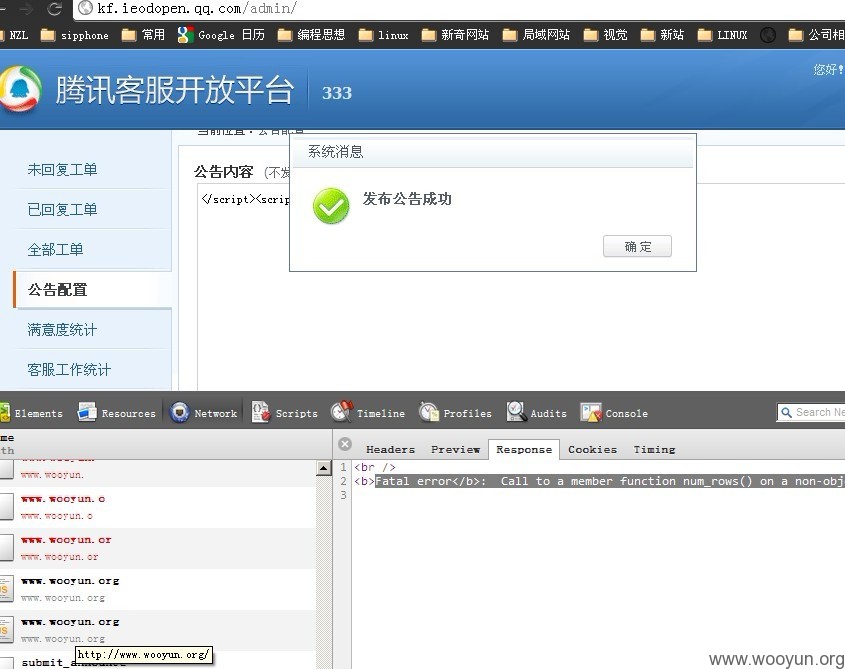 kf.ieodopen.qq.com/admin/
NZL sipphone 常用 Google 日历 编程思想 linux 新奇网站 局域网站 视觉 新站 LINUX 公司相
腾讯客服开放平台 333
您好!
当前位置:公告配置
未回复工单
已回复工单
全部工单
公告配置
满意度统计
客服工作统计
公告内容 (不发
</script><scrip
系统消息
发布公告成功
确定
Elements Resources Network Scripts Timeline Profiles Audits Console Search Ne
me
th
Headers Preview Response Cookies Timing
www.wooyun.
www.wooyun.o
www.wooyun.o
www.wooyun.or
www.wooyun.or
www.wooyun.org
www.wooyun.org
www.wooyun.org
www.wooyun.org
http://www.wooyun.org/
1 <br />
2 <b>Fatal error</b>: Call to a member function num_rows() on a non-obj
3
www.wooyun.org